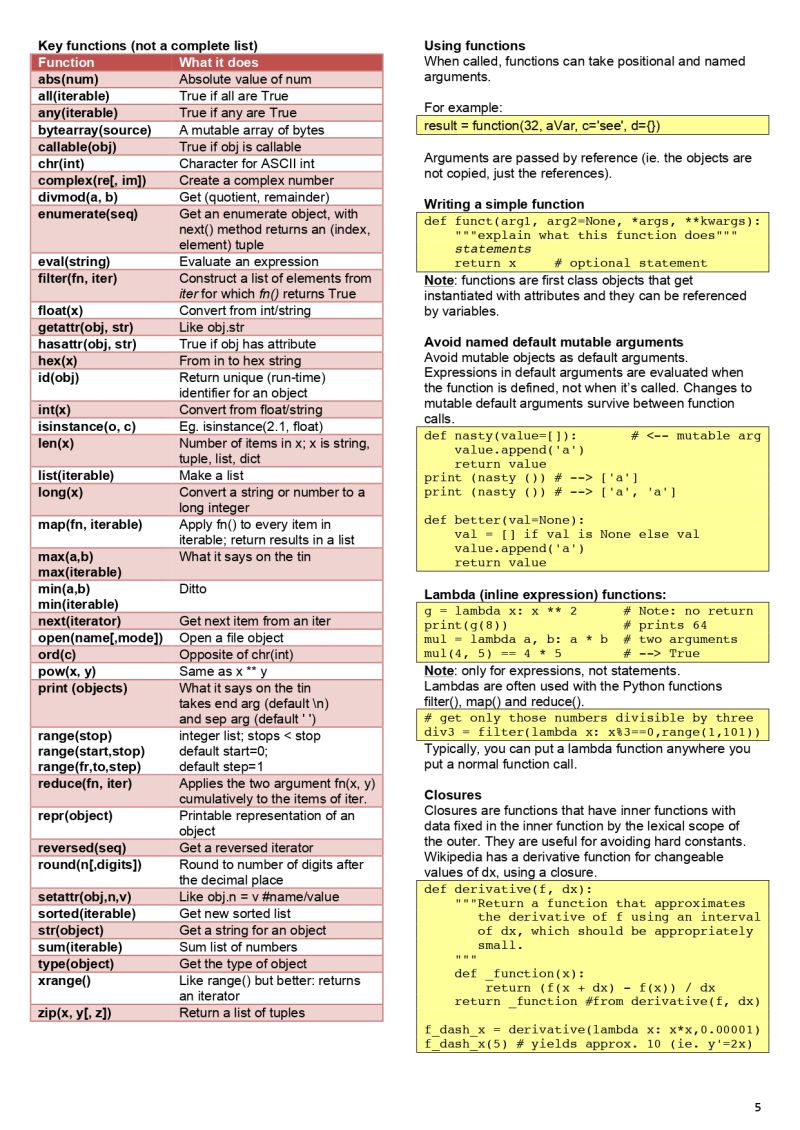 Key functions (not a complete list)
Function What it does
abs(num) Absolute value of num
all(iterable) True if all are True
any(iterable) True if any are True
bytearray(source) A mutable array of bytes
callable(obj) True if obj is callable
chr(int) Character for ASCII int
complex(re[, im]) Create a complex number
divmod(a, b) Get (quotient, remainder)
enumerate(seq) Get an enumerate object, with
next() method returns an (index,
element) tuple
eval(string) Evaluate an expression
filter(fn, iter) Construct a list of elements from
iter for which fn() returns True
float(x) Convert from int/string
getattr(obj, str) Like obj.str
hasattr(obj, str) True if obj has attribute
hex(x) From in to hex string
id(obj) Return unique (run-time)
identifier for an object
int(x) Convert from float/string
isinstance(o, c) Eg. isinstance(2.1, float)
len(x) Number of items in x; x is string,
tuple, list, dict
list(iterable) Make a list
long(x) Convert a string or number to a
long integer
map(fn, iterable) Apply fn() to every item in
iterable; return results in a list
max(a,b) What it says on the tin
max(iterable)
min(a,b) Ditto
min(iterable)
next(iterator) Get next item from an iter
open(name[,mode]) Open a file object
ord(c) Opposite of chr(int)
pow(x, y) Same as x ** y
print (objects) What it says on the tin
takes end arg (default \n)
and sep arg (default ' ')
range(stop) integer list; stops < stop
range(start,stop) default start=0;
range(fr,to,step) default step=1
reduce(fn, iter) Applies the two argument fn(x, y)
cumulatively to the items of iter.
repr(object) Printable representation of an
object
reversed(seq) Get a reversed iterator
round(n[,digits]) Round to number of digits after
the decimal place
setattr(obj,n,v) Like obj.n = v #name/value
sorted(iterable) Get new sorted list
str(object) Get a string for an object
sum(iterable) Sum list of numbers
type(object) Get the type of object
xrange() Like range() but better: returns
an iterator
zip(x, y[, z]) Return a list of tuples
Using functions
When called, functions can take positional and named
arguments.
For example:
result = function(32, aVar, c='see', d={})
Arguments are passed by reference (ie. the objects are
not copied, just the references).
Writing a simple function
def funct(arg1, arg2=None, *args, **kwargs):
    """explain what this function does"""
    statements
    return x     # optional statement
Note: functions are first class objects that get
instantiated with attributes and they can be referenced
by variables.
Avoid named default mutable arguments
Avoid mutable objects as default arguments.
Expressions in default arguments are evaluated when
the function is defined, not when it's called. Changes to
mutable default arguments survive between function
calls.
def nasty(value=[]):       # <-- mutable arg
    value.append('a')
    return value
print (nasty ()) # --> ['a']
print (nasty ()) # --> ['a', 'a']
def better(val=None):
    val = [] if val is None else val
    value.append('a')
    return value
Lambda (inline expression) functions:
g = lambda x: x ** 2      # Note: no return
print(g(8))               # prints 64
mul = lambda a, b: a * b  # two arguments
mul(4, 5) == 4 * 5        # --> True
Note: only for expressions, not statements.
Lambdas are often used with the Python functions
filter(), map() and reduce().
# get only those numbers divisible by three
div3 = filter(lambda x: x%3==0,range(1,101))
Typically, you can put a lambda function anywhere you
put a normal function call.
Closures
Closures are functions that have inner functions with
data fixed in the inner function by the lexical scope of
the outer. They are useful for avoiding hard constants.
Wikipedia has a derivative function for changeable
values of dx, using a closure.
def derivative(f, dx):
    """Return a function that approximates
       the derivative of f using an interval
       of dx, which should be appropriately
       small.
    """
    def _function(x):
        return (f(x + dx) - f(x)) / dx
    return _function #from derivative(f, dx)
f_dash_x = derivative(lambda x: x*x,0.00001)
f_dash_x(5) # yields approx. 10 (ie. y'=2x)
5